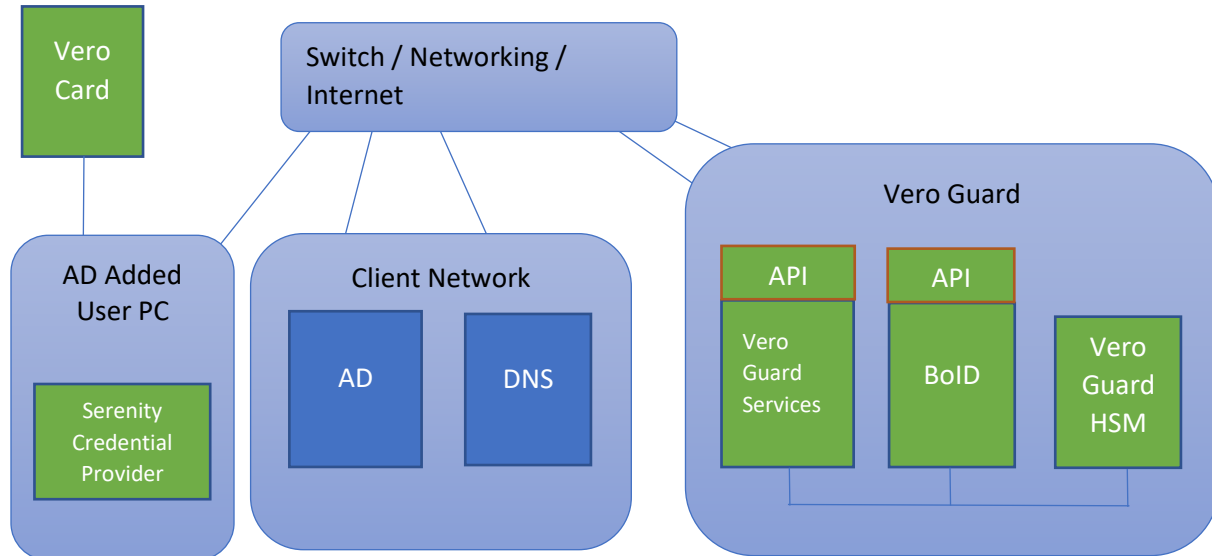 Vero
Card
Switch / Networking /
Internet
Vero Guard
AD Added
User PC
Client Network
API
API
AD
DNS
Vero
Guard
Services
BoID
Vero
Guard
HSM
Serenity
Credential
Provider